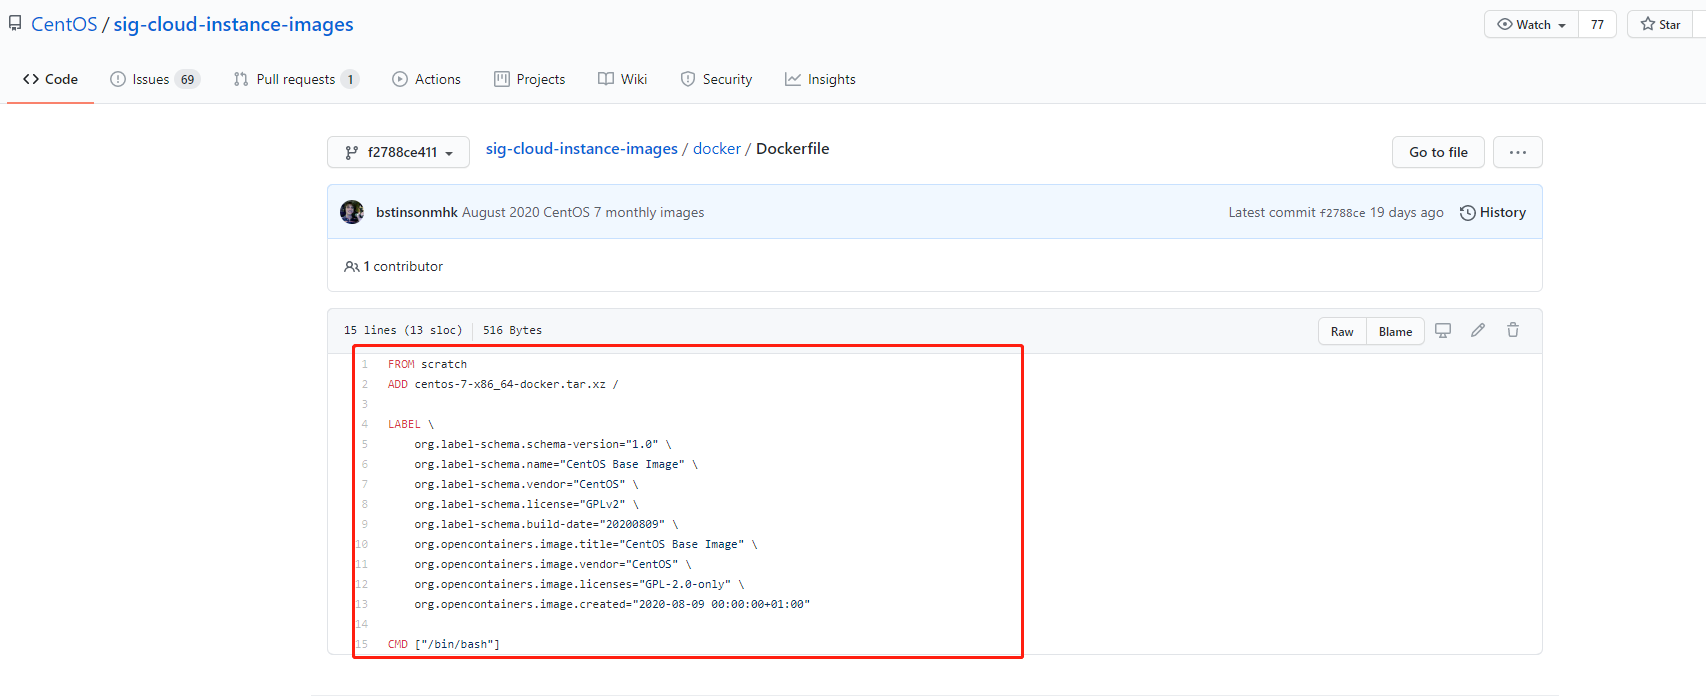 CentOS / sig-cloud-instance-images
Watch 77 Star
Code Issues 69 Pull requests 1 Actions Projects Wiki Security Insights
f2788ce411 sig-cloud-instance-images / docker / Dockerfile Go to file ...
bstinsonmhk August 2020 CentOS 7 monthly images Latest commit f2788ce 19 days ago History
1 contributor
15 lines (13 sloc) 516 Bytes Raw Blame
1 FROM scratch
2 ADD centos-7-x86_64-docker.tar.xz /
3
4 LABEL \
5 org.label-schema.schema-version="1.0" \
6 org.label-schema.name="CentOS Base Image" \
7 org.label-schema.vendor="CentOS" \
8 org.label-schema.license="GPLv2" \
9 org.label-schema.build-date="20200809" \
10 org.opencontainers.image.title="CentOS Base Image" \
11 org.opencontainers.image.vendor="CentOS" \
12 org.opencontainers.image.licenses="GPL-2.0-only" \
13 org.opencontainers.image.created="2020-08-09 00:00:00+01:00"
14
15 CMD ["/bin/bash"]